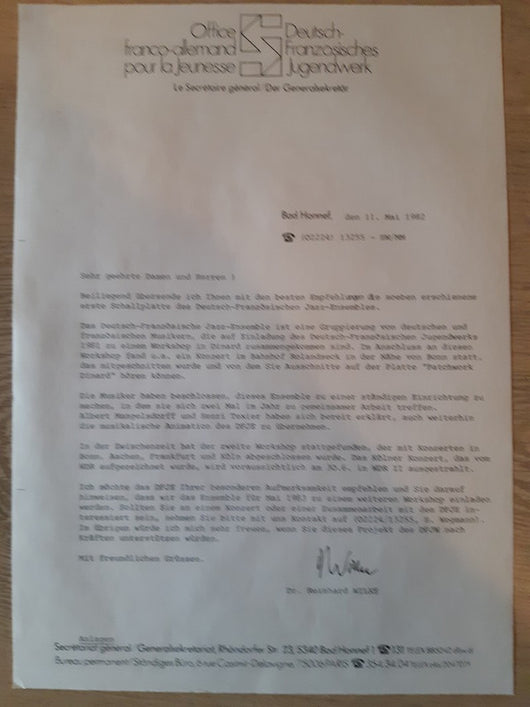 Office
franco-allemand
pour la Jeunesse
Deutsch-
Französisches
Jugendwerk
Le Secrétaire général / Der Generalsekretär
Bad Honnef, den 11. Mai 1982
☎ (02224) 13255 -
Sehr geehrte Damen und Herren !
Beiliegend übersende ich Ihnen mit den besten Empfehlungen die soeben erschienene
erste Schallplatte des Deutsch-Französischen Jazz-Ensembles.
Das Deutsch-Französische Jazz-Ensemble ist eine Gruppierung von deutschen und
französischen Musikern, die auf Einladung des Deutsch-Französischen Jugendwerks
1981 zu einem Workshop in Dinard zusammengekommen sind. Im Anschluss an diesen
Workshop fand u.a. ein Konzert im Bahnhof Rolandseck in der Nähe von Bonn statt,
das mitgeschnitten wurde und von dem Sie Ausschnitte auf der Platte "Patchwork
Dinard" hören können.
Die Musiker haben beschlossen, dieses Ensemble zu einer ständigen Einrichtung zu
machen, in dem sie sich zwei Mal im Jahr zu gemeinsamer Arbeit treffen.
Albert Mangelsdorff und Henri Texier haben sich bereit erklärt, auch weiterhin
die musikalische Animation des DFJE zu übernehmen.
In der Zwischenzeit hat der zweite Workshop stattgefunden, der mit Konzerten in
Bonn, Aachen, Frankfurt und Köln abgeschlossen wurde. Das Kölner Konzert, das vom
WDR aufgezeichnet wurde, wird voraussichtlich am 30.6. in WDR II ausgestrahlt.
Ich möchte das DFJE Ihrer besonderen Aufmerksamkeit empfehlen und Sie darauf
hinweisen, dass wir das Ensemble für Mai 1983 zu einem weiteren Workshop einladen
werden. Sollten Sie an einem Konzert oder einer Zusammenarbeit mit dem DFJE in-
teressiert sein, nehmen Sie bitte mit uns Kontakt auf (02224/13255, H. Wogmann).
Im übrigen würde ich mich sehr freuen, wenn Sie dieses Projekt des DFJW nach
Kräften unterstützen würden.
Mit freundlichen Grüssen.
Dr. Reinhard WILKE
Anlagen
Secrétariat général / Generalsekretariat, Rhöndorfer Str. 23, 5340 Bad Honnef 1 ☎ 131
Bureau permanent / Ständiges Büro, 6 rue Casimir-Delavigne, 75006 PARIS ☎ 354.34.04